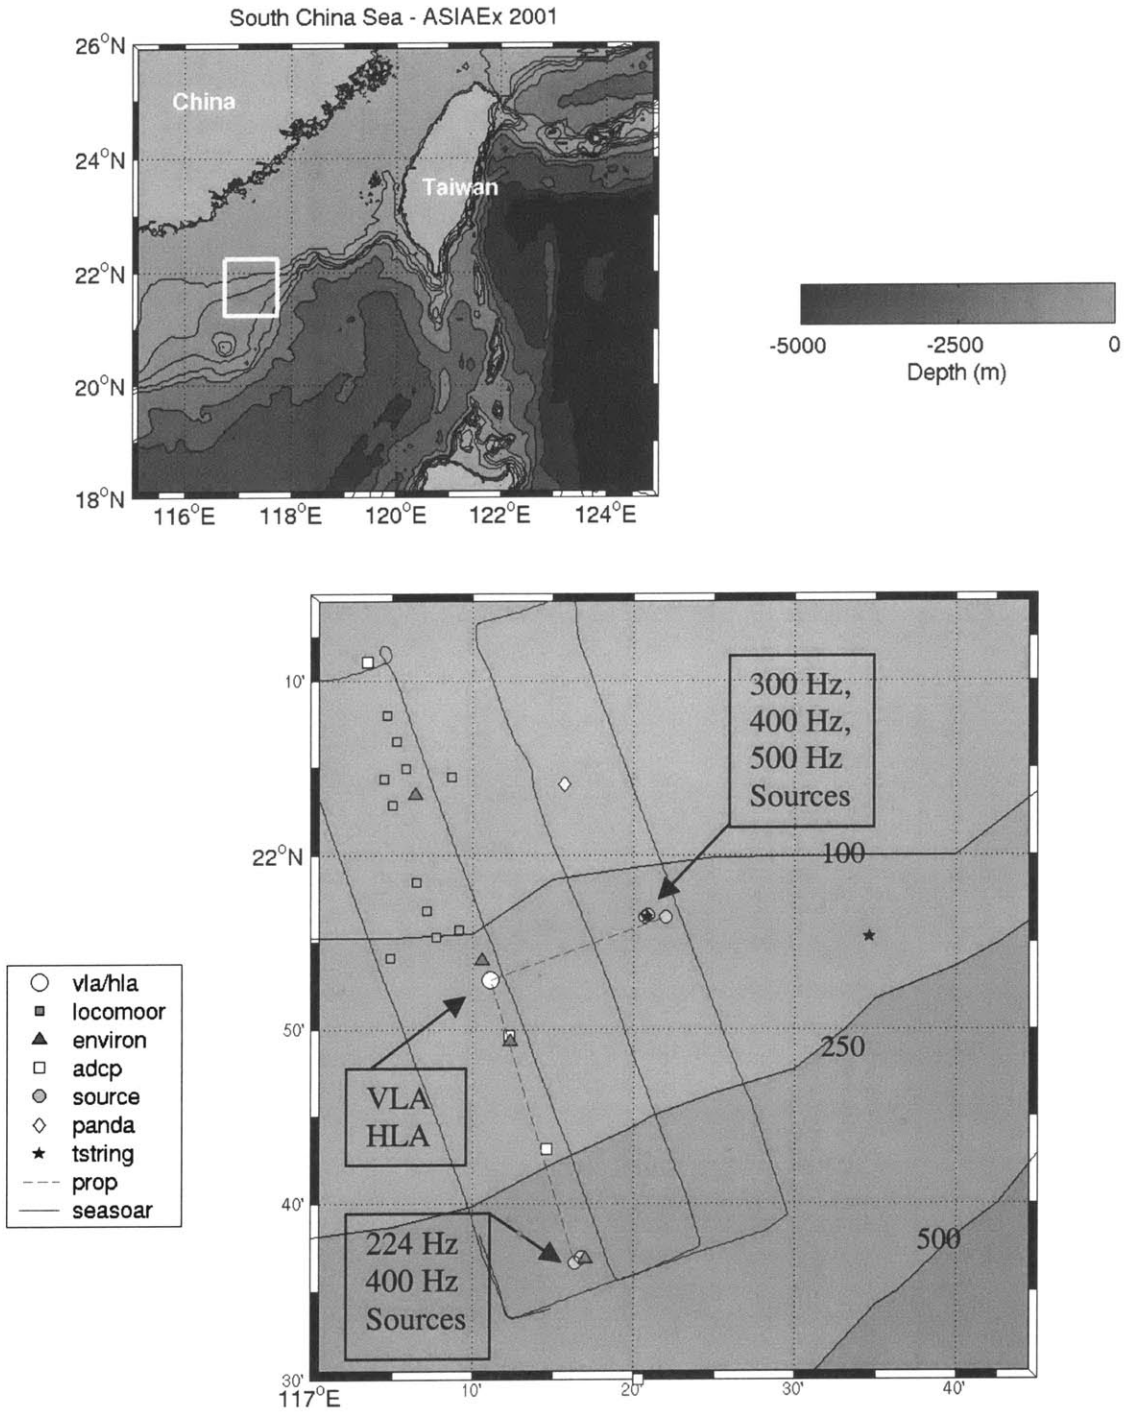 South China Sea - ASIAEx 2001
26°N
China
24°N
Taiwan
22°N
20°N
18°N
116°E 118°E 120°E 122°E 124°E
-5000 -2500 0
Depth (m)
300 Hz,
400 Hz,
500 Hz
Sources
10'
22°N
100
50'
250
VLA
HLA
40'
224 Hz
400 Hz
Sources
500
30'
117°E 10' 20' 30' 40'
vla/hla
locomoor
environ
adcp
source
panda
tstring
prop
seasoar